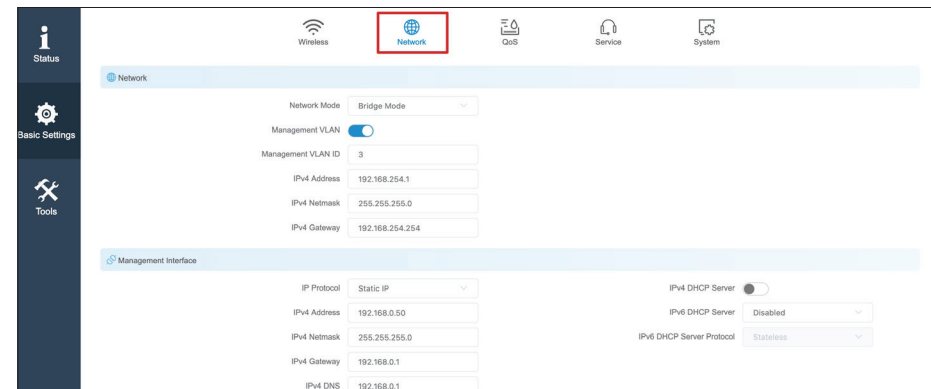 Wireless Network QoS Service System
Status
Network
Network Mode Bridge Mode
Basic Settings
Management VLAN
Management VLAN ID 3
IPv4 Address 192.168.254.1
IPv4 Netmask 255.255.255.0
Tools
IPv4 Gateway 192.168.254.254
Management Interface
IP Protocol Static IP IPv4 DHCP Server
IPv4 Address 192.168.0.50 IPv6 DHCP Server Disabled
IPv4 Netmask 255.255.255.0 IPv6 DHCP Server Protocol Stateless
IPv4 Gateway 192.168.0.1
IPv4 DNS 192.168.0.1